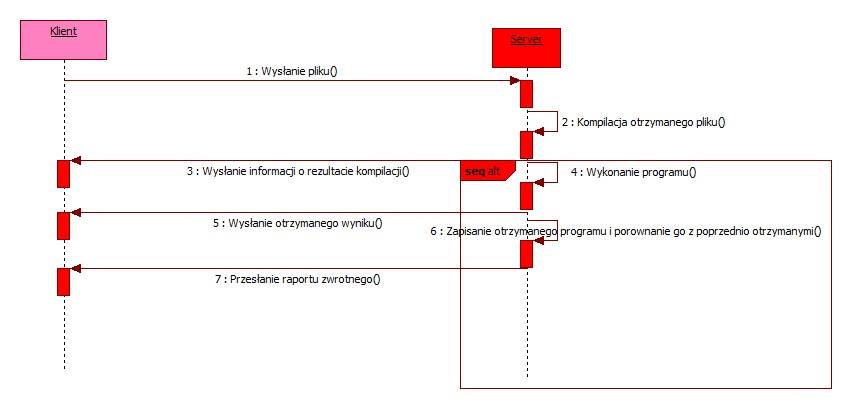 Klient
Server
1 : Wysłanie pliku()
2 : Kompilacja otrzymanego pliku()
3 : Wysłanie informacji o rezultacie kompilacji()
seq alt
4 : Wykonanie programu()
5 : Wysłanie otrzymanego wyniku()
6 : Zapisanie otrzymanego programu i porownanie go z poprzednio otrzymanymi()
7 : Przesłanie raportu zwrotnego()